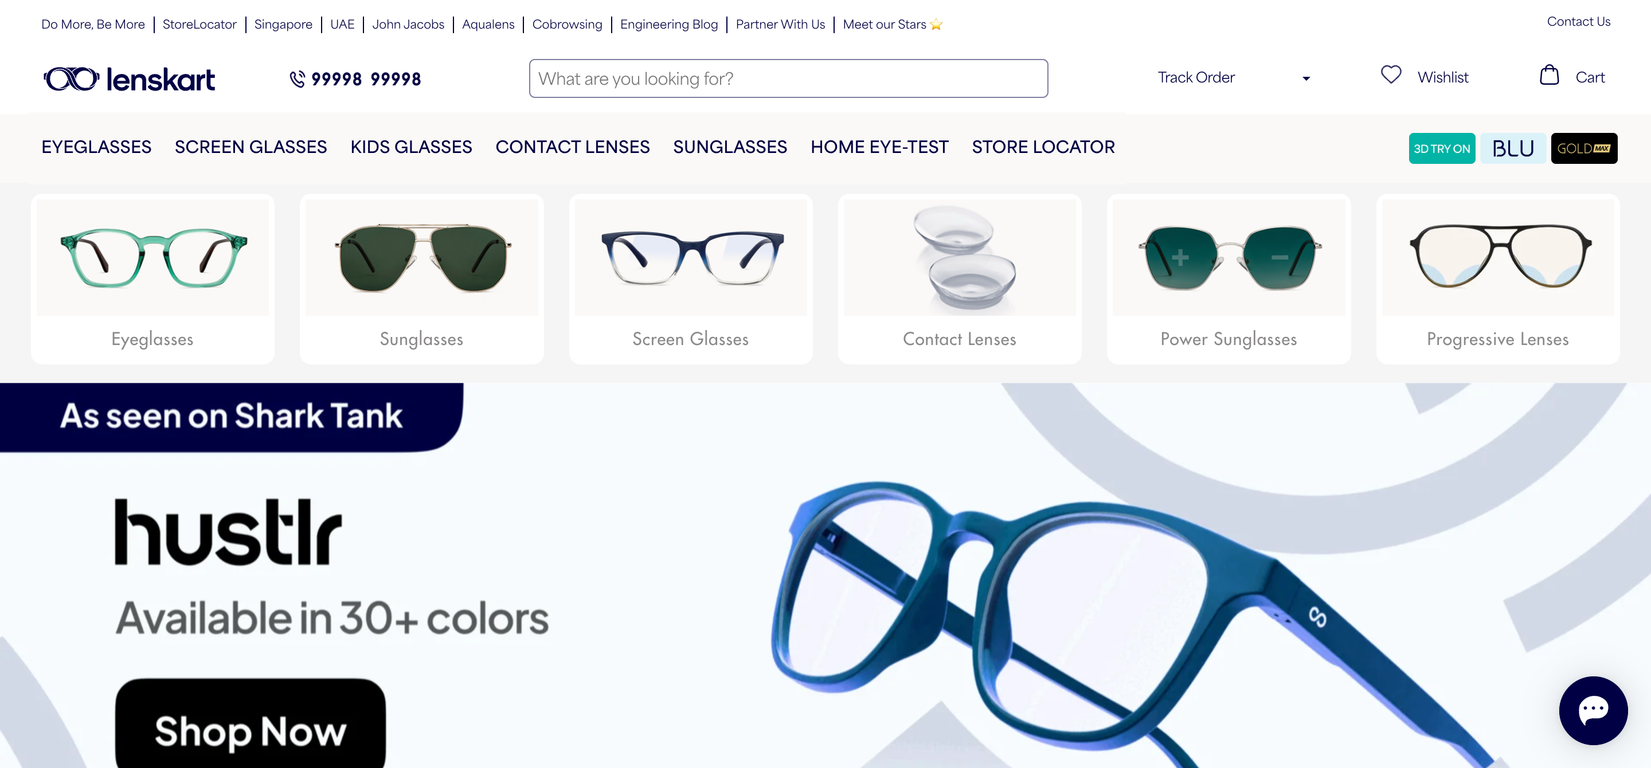 Do More, Be More | StoreLocator | Singapore | UAE | John Jacobs | Aqualens | Cobrowsing | Engineering Blog | Partner With Us | Meet our Stars ⭐
Contact Us
lenskart
99998 99998
What are you looking for?
Track Order
Wishlist
Cart
EYEGLASSES SCREEN GLASSES KIDS GLASSES CONTACT LENSES SUNGLASSES HOME EYE-TEST STORE LOCATOR
3D TRY ON
BLU
GOLD MAX
Eyeglasses
Sunglasses
Screen Glasses
Contact Lenses
Power Sunglasses
Progressive Lenses
As seen on Shark Tank
hustlr
Available in 30+ colors
Shop Now